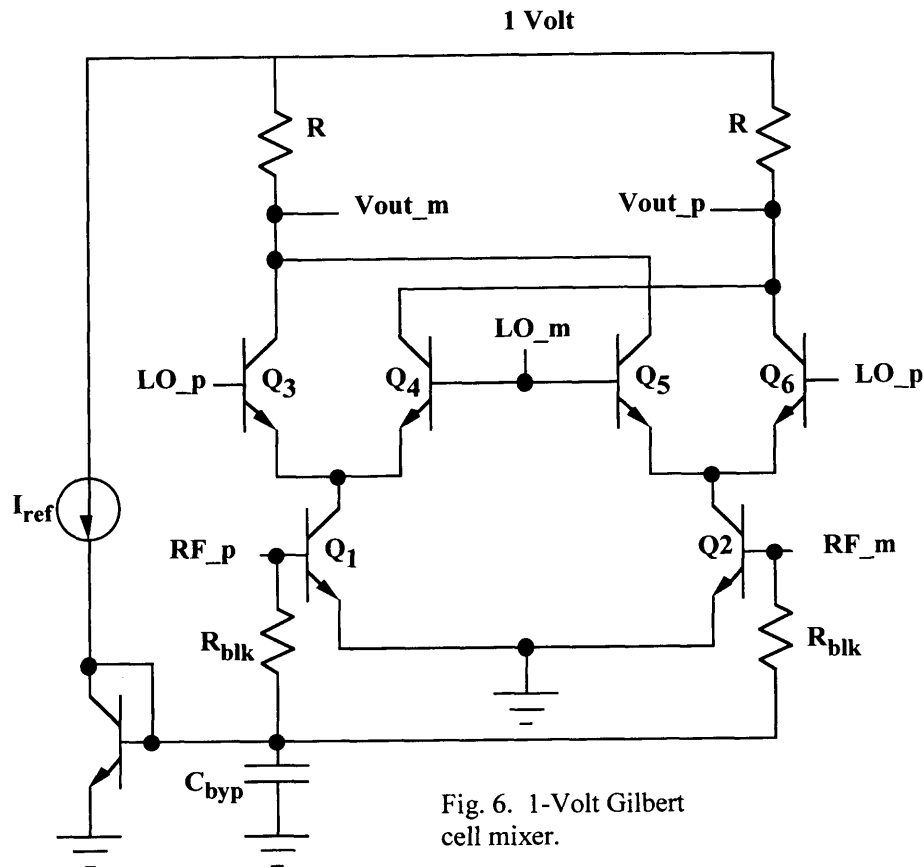 1 Volt
R
R
Vout_m
Vout_p
LO_m
LO_p
Q3
Q4
Q5
Q6
LO_p
Iref
RF_p
Q1
Q2
RF_m
Rblk
Rblk
Cbyp
Fig. 6. 1-Volt Gilbert
cell mixer.